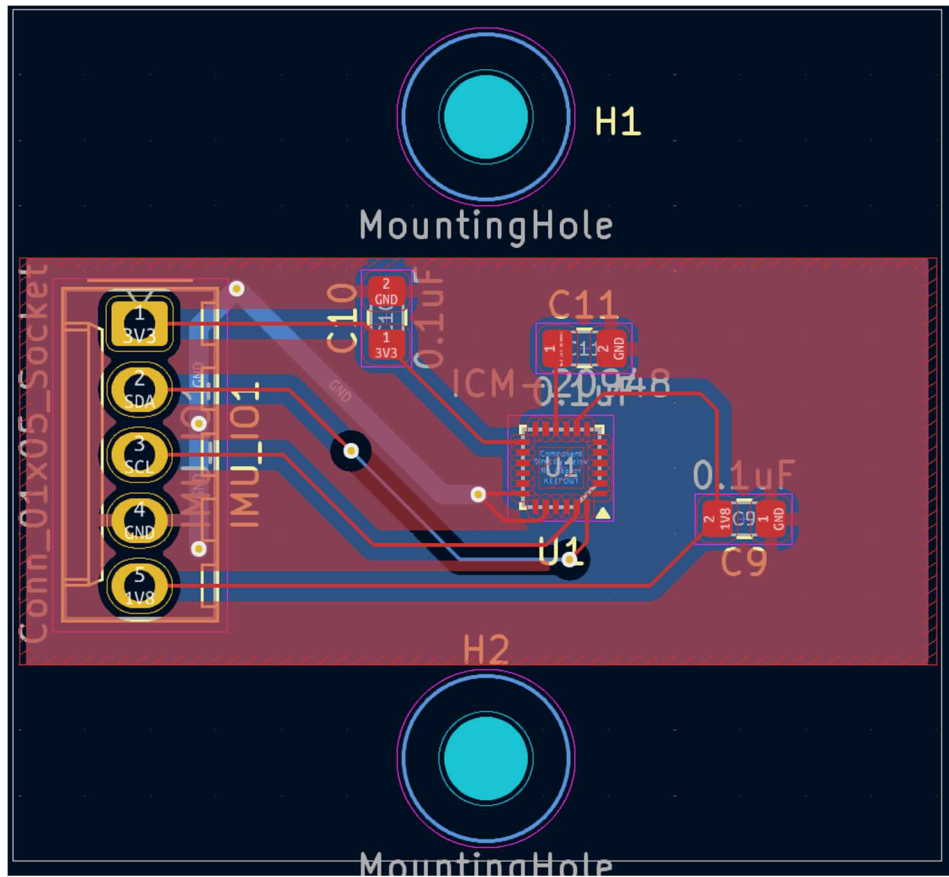 H1
MountingHole
Conn_01x05_Socket
1
3V3
2
SDA
3
SCL
4
GND
5
1V8
IMU_IO1
GND
C10
2
GND
1
3V3
0.1uF
GND
C11
1
2
GND
0.1uF
U1
U1
0.1uF
2
1V8
C9
1
GND
C9
H2
MountingHole